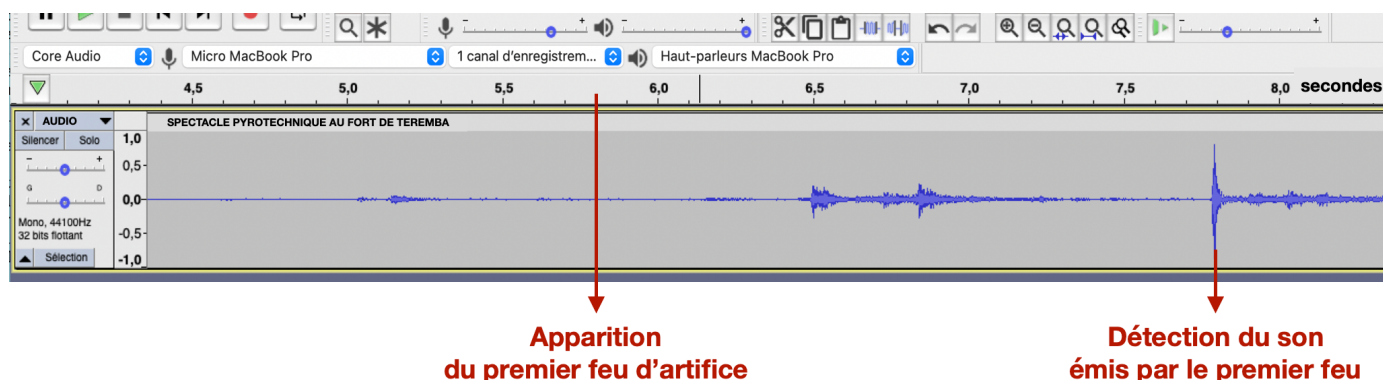 Core Audio Micro MacBook Pro 1 canal d'enregistrem... Haut-parleurs MacBook Pro
4,5 5,0 5,5 6,0 6,5 7,0 7,5 8,0 secondes
× AUDIO SPECTACLE PYROTECHNIQUE AU FORT DE TEREMBA
Silencer Solo 1,0
- + 0,5
G D 0,0
Mono, 44100Hz
32 bits flottant -0,5
Sélection -1,0
Apparition
du premier feu d'artifice
Détection du son
émis par le premier feu